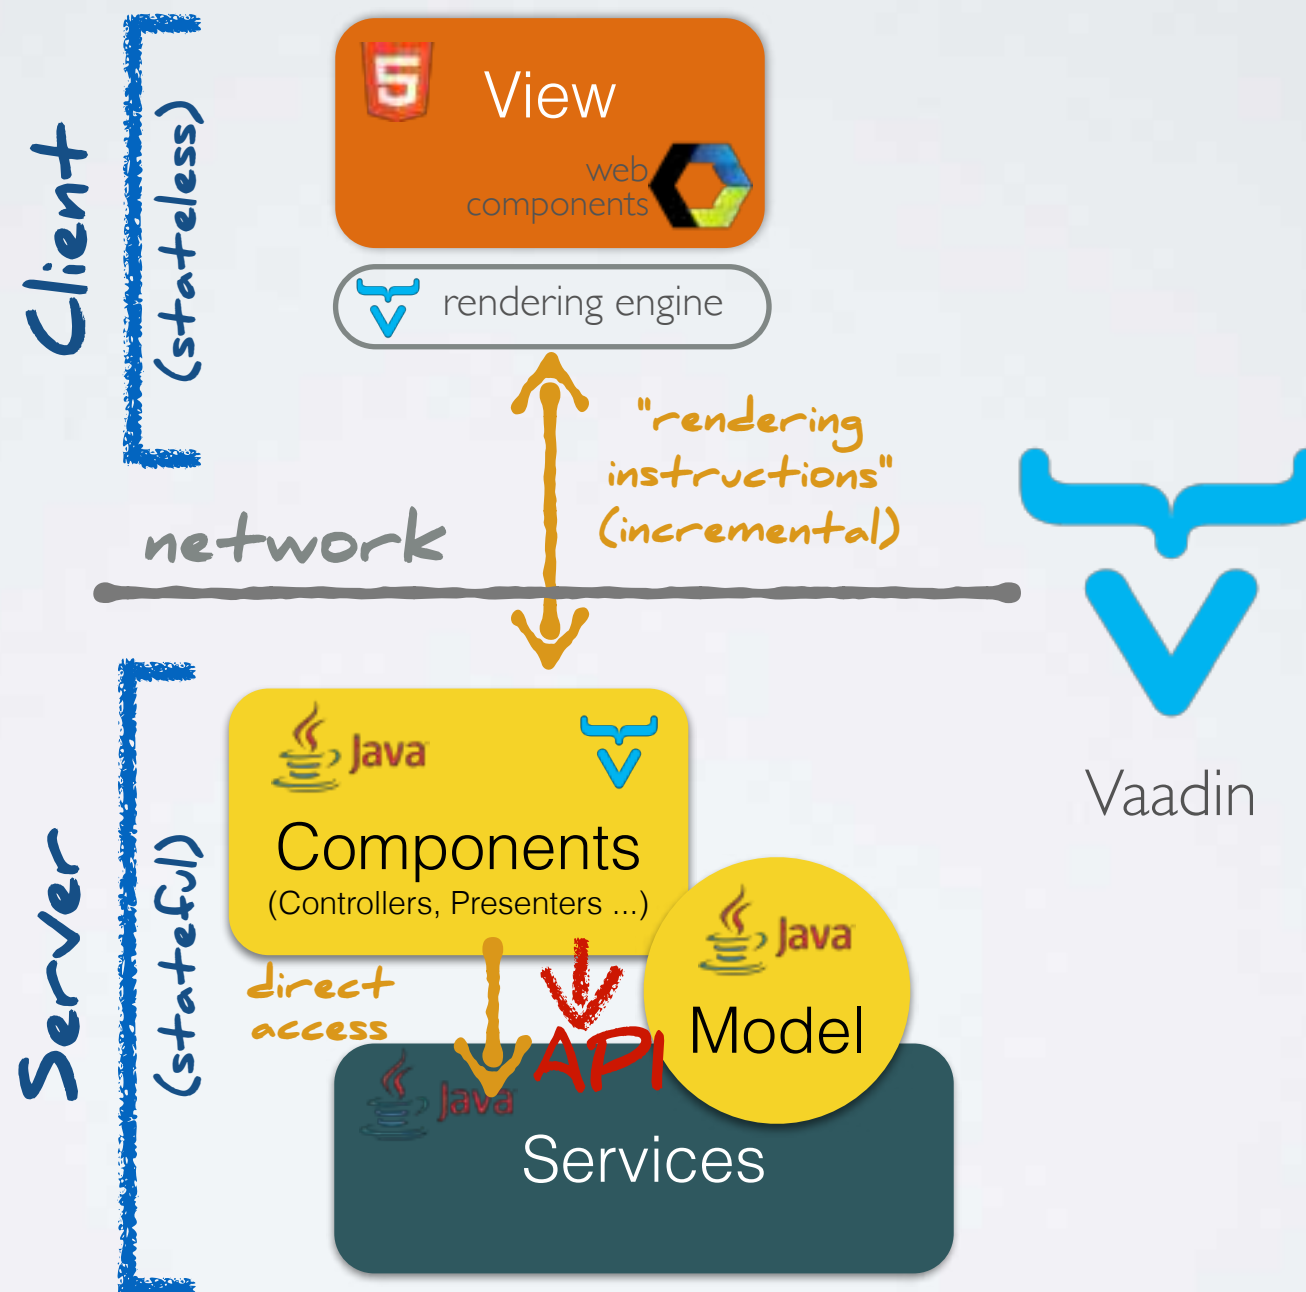 Client
(stateless)
5
View
web
components
rendering engine
"rendering
instructions"
(incremental)
network
Vaadin
Server
(stateful)
Java
Components
(Controllers, Presenters ...)
direct
access
API
Java
Model
Java
Services